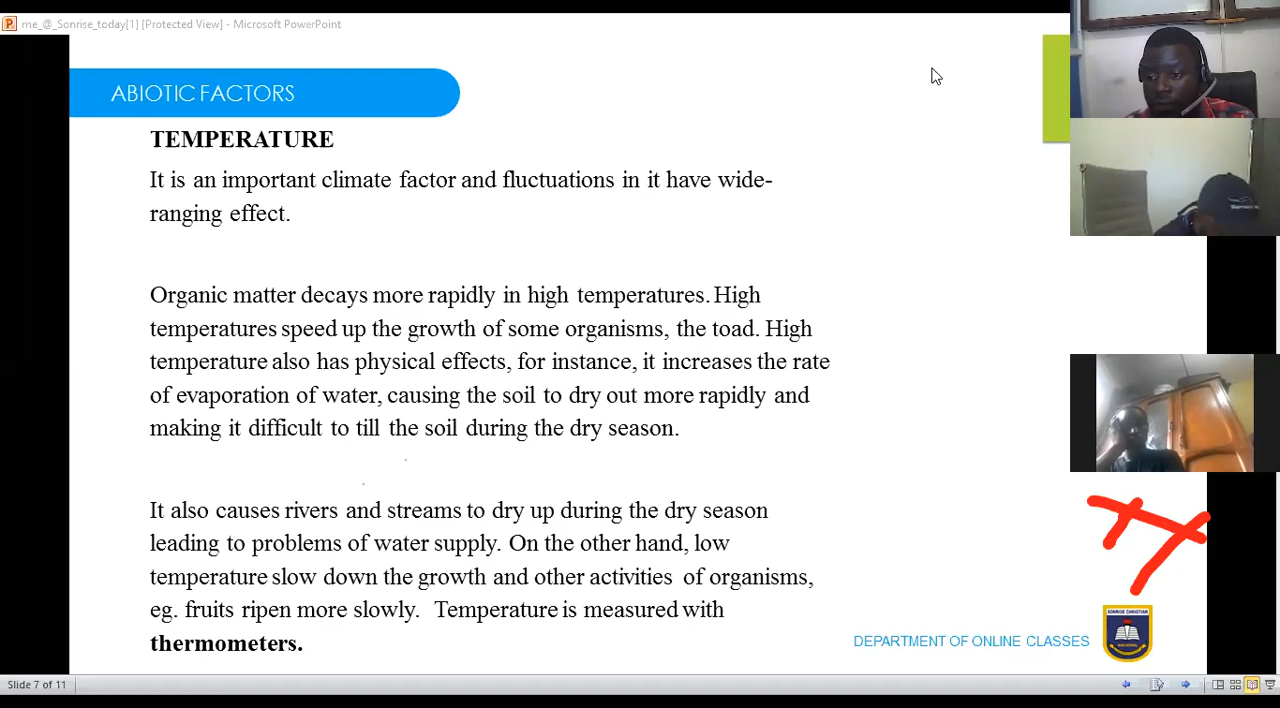 me_@_Sonrise_today[1] [Protected View] - Microsoft PowerPoint
ABIOTIC FACTORS
TEMPERATURE
It is an important climate factor and fluctuations in it have wide-
ranging effect.
Organic matter decays more rapidly in high temperatures. High
temperatures speed up the growth of some organisms, the toad. High
temperature also has physical effects, for instance, it increases the rate
of evaporation of water, causing the soil to dry out more rapidly and
making it difficult to till the soil during the dry season.
It also causes rivers and streams to dry up during the dry season
leading to problems of water supply. On the other hand, low
temperature slow down the growth and other activities of organisms,
eg. fruits ripen more slowly. Temperature is measured with
thermometers.
DEPARTMENT OF ONLINE CLASSES
SONRISE CHRISTIAN
HIGH SCHOOL
Slide 7 of 11